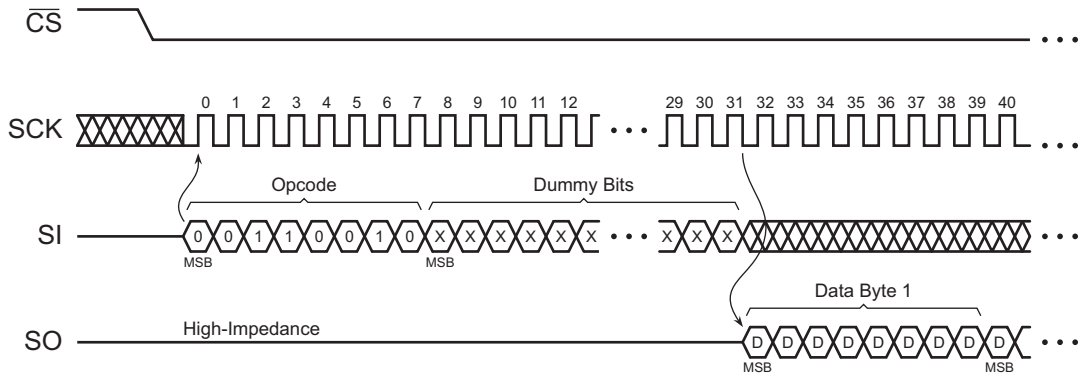 CS
0 1 2 3 4 5 6 7 8 9 10 11 12 29 30 31 32 33 34 35 36 37 38 39 40
SCK
Opcode Dummy Bits
SI 0 0 1 1 0 0 1 0 X X X X X X X X X
MSB MSB
Data Byte 1
High-Impedance
SO D D D D D D D D D
MSB MSB